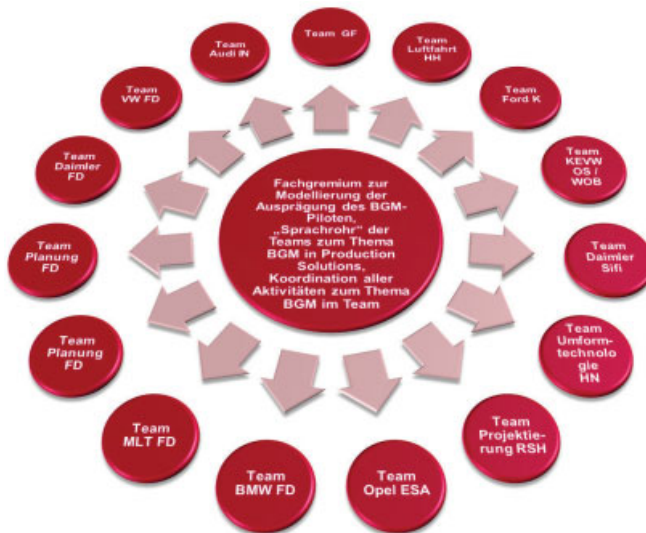 Team GF
Team
Luftfahrt
HH
Team
Ford K
Team
KEVW
OS /
WOB
Team
Daimler
Sifi
Team
Umform-
technolo
gie
HN
Team
Projektie-
rung RSH
Team
Opel ESA
Team
BMW FD
Team
MLT FD
Team
Planung
FD
Team
Planung
FD
Team
Daimler
FD
Team
VW FD
Team
Audi IN
Fachgremium zur
Modellierung der
Ausprägung des BGM-
Piloten,
„Sprachrohr“ der
Teams zum Thema
BGM in Production
Solutions,
Koordination aller
Aktivitäten zum Thema
BGM im Team